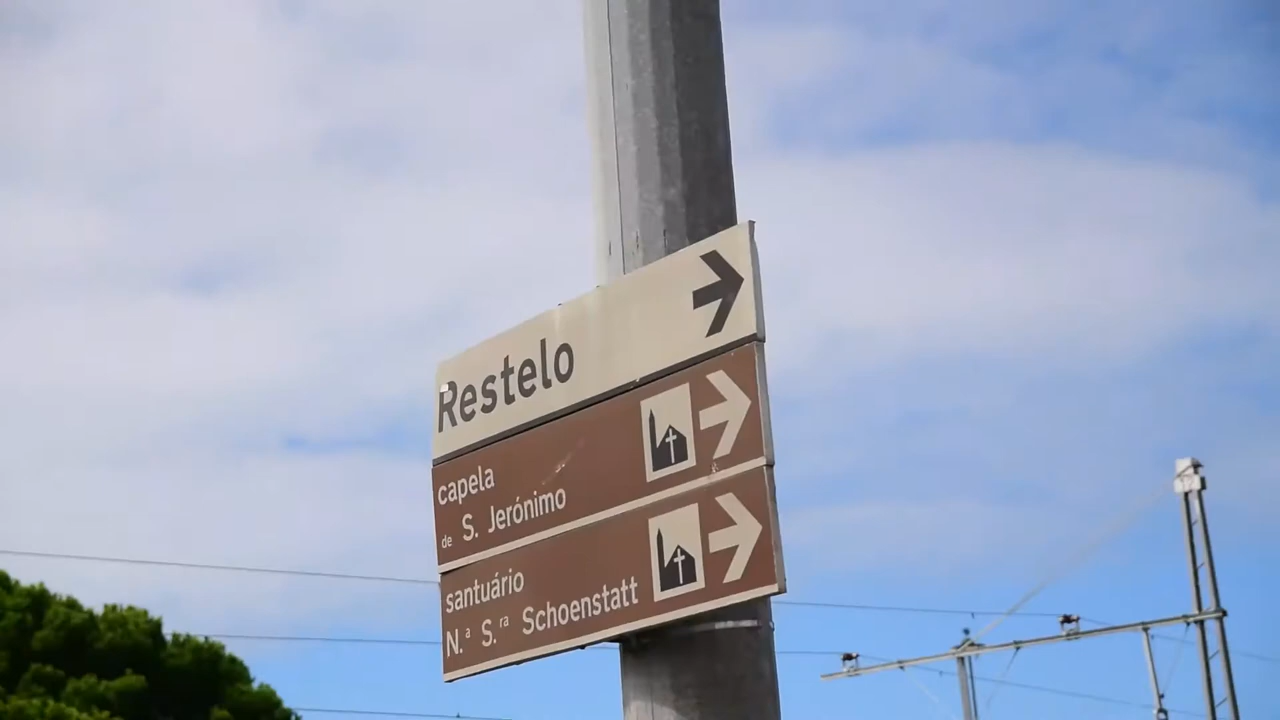 Restelo
capela
de S. Jerónimo
santuário
N.ª S.ra Schoenstatt